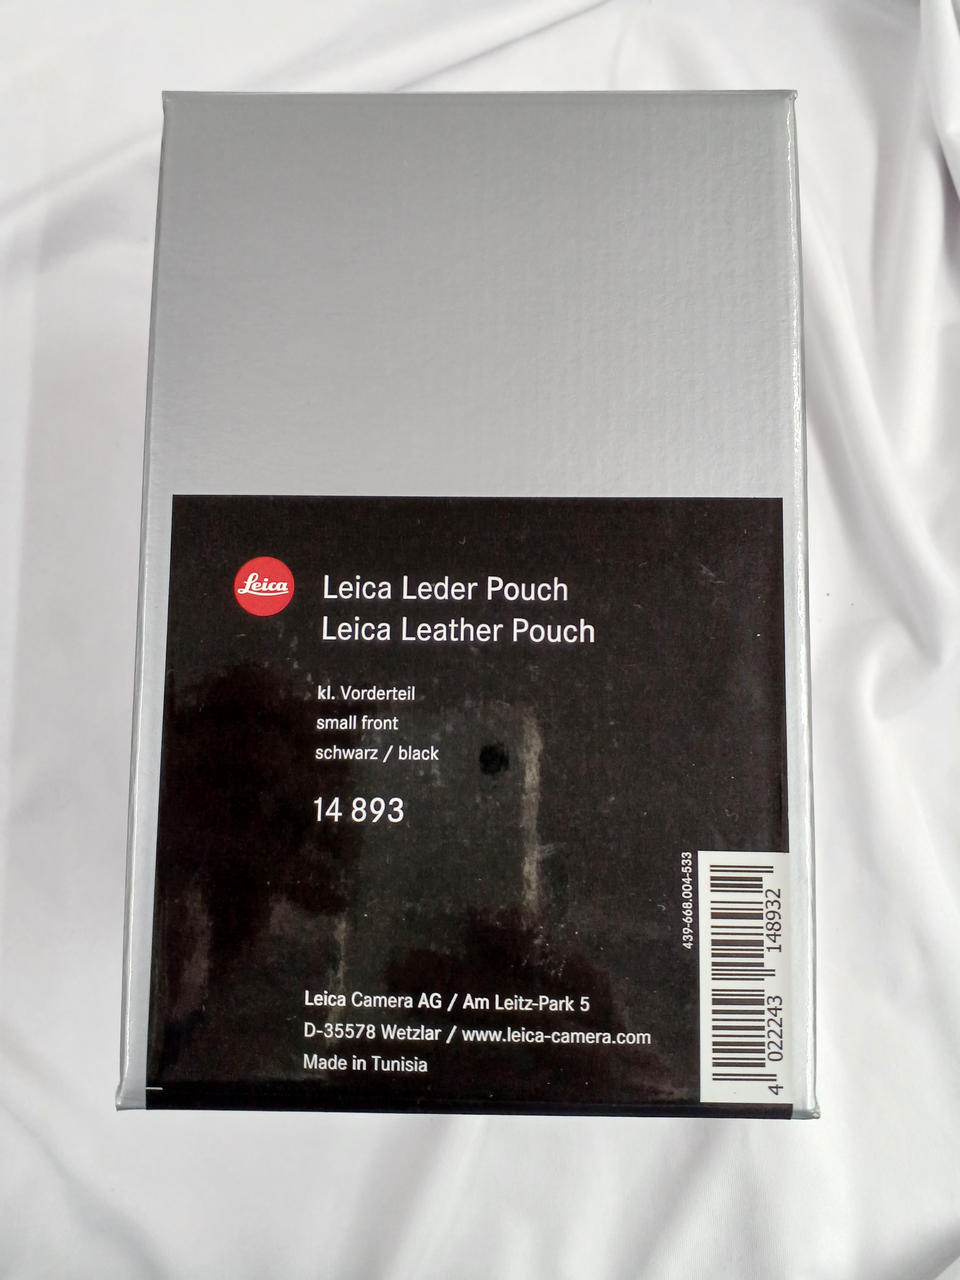 Leica
Leica Leder Pouch
Leica Leather Pouch
kl. Vorderteil
small front
schwarz / black
14 893
439-668.004-533
4 022243 148932
Leica Camera AG / Am Leitz-Park 5
D-35578 Wetzlar / www.leica-camera.com
Made in Tunisia